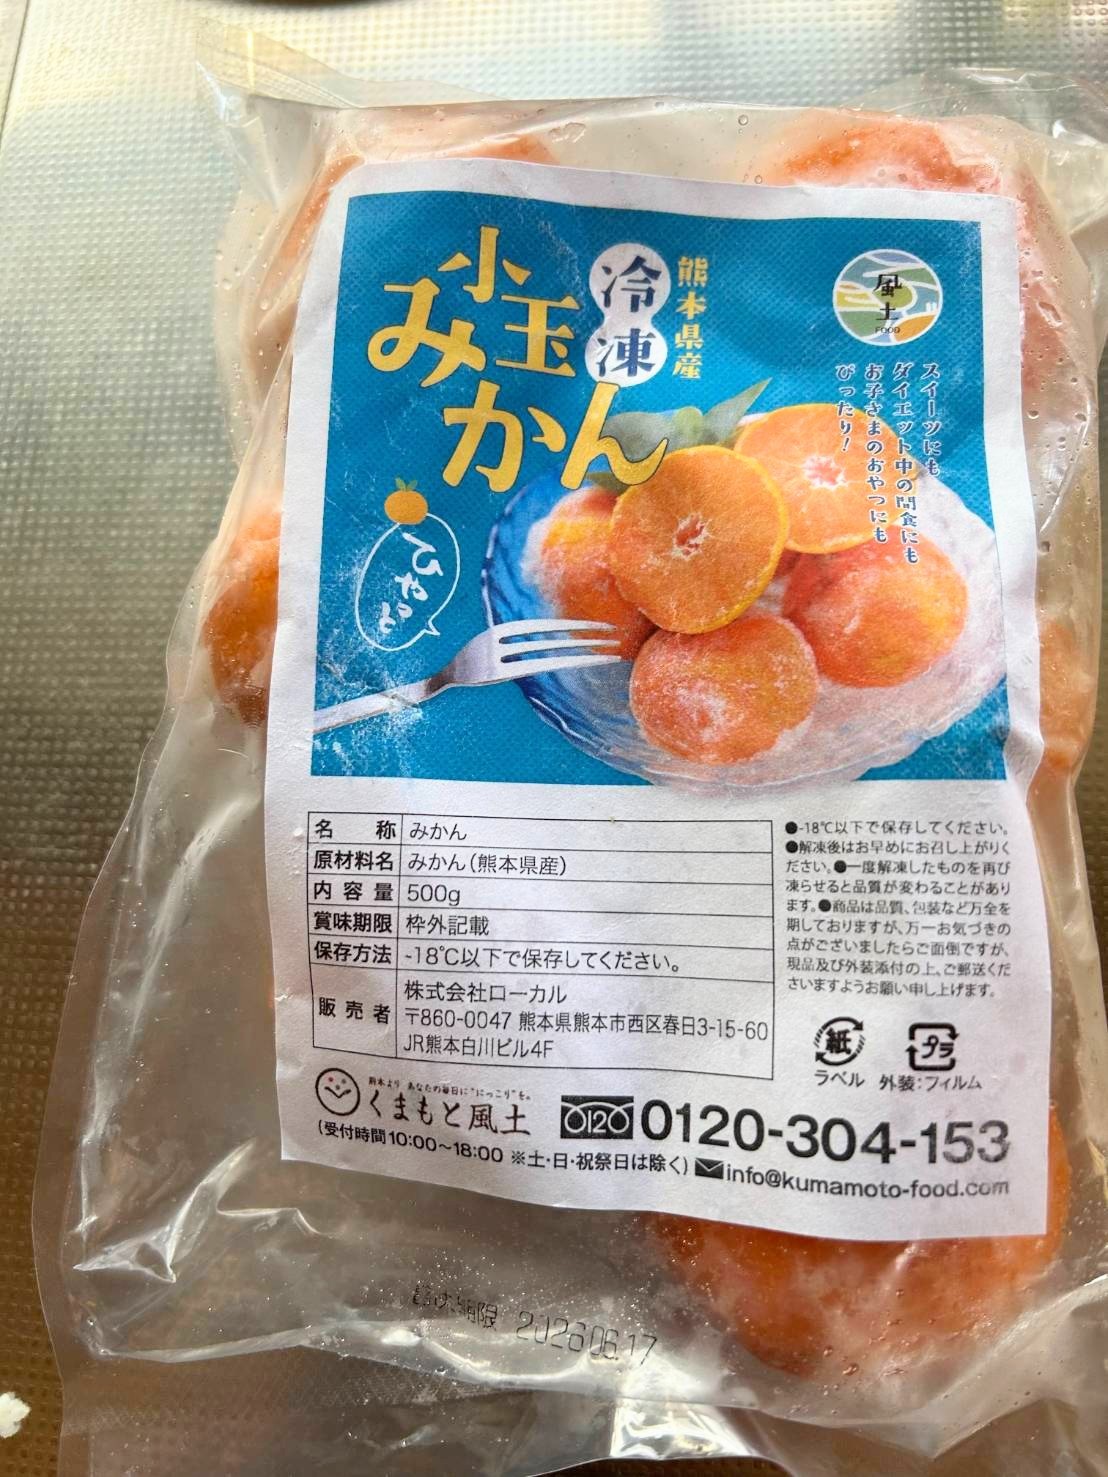 熊本県産
冷凍
小玉
みかん
ひやっと
風土
FOOD
スイーツにも
ダイエット中の間食にも
お子さまのおやつにも
ぴったり！
名称 みかん
原材料名 みかん（熊本県産）
内容量 500g
賞味期限 枠外記載
保存方法 -18℃以下で保存してください。
販売者 株式会社ローカル
〒860-0047 熊本県熊本市西区春日3-15-60
JR熊本白川ビル4F
●-18℃以下で保存してください。
●解凍後はお早めにお召し上がりく
ださい。●一度解凍したものを再び
凍らせると品質が変わることがあり
ます。●商品は品質、包装など万全を
期しておりますが、万一お気づきの
点がございましたらご面倒ですが、
現品及び外装添付の上、ご郵送くだ
さいますようお願い申し上げます。
紙 プラ
ラベル 外装：フィルム
熊本より あなたの毎日に"にっこり"を。
くまもと風土
0120 0120-304-153
(受付時間10:00～18:00 ※土・日・祝祭日は除く) info@kumamoto-food.com
賞味期限 2026.06.17